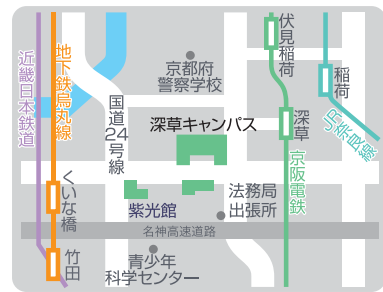 近畿日本鉄道
地下鉄烏丸線
国道24号線
京都府
警察学校
伏見稲荷
稲荷
JR奈良線
深草キャンパス
深草
京阪電鉄
くいな橋
紫光館
法務局
出張所
名神高速道路
竹田
青少年
科学センター